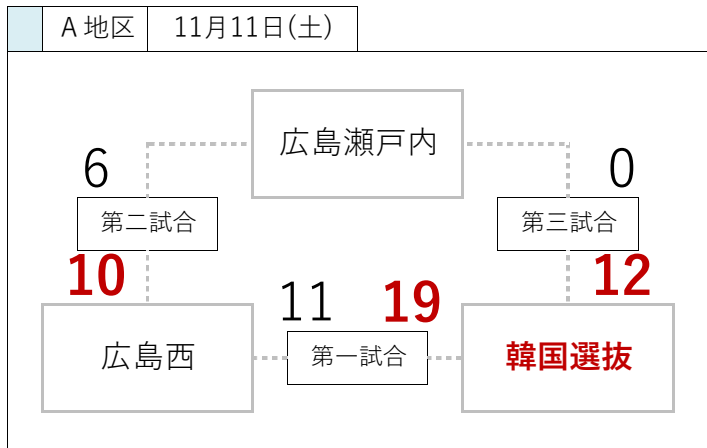 A 地区 11月11日(土)
広島瀬戸内
6 0
第二試合 第三試合
10 12
11 19
広島西 第一試合 韓国選抜